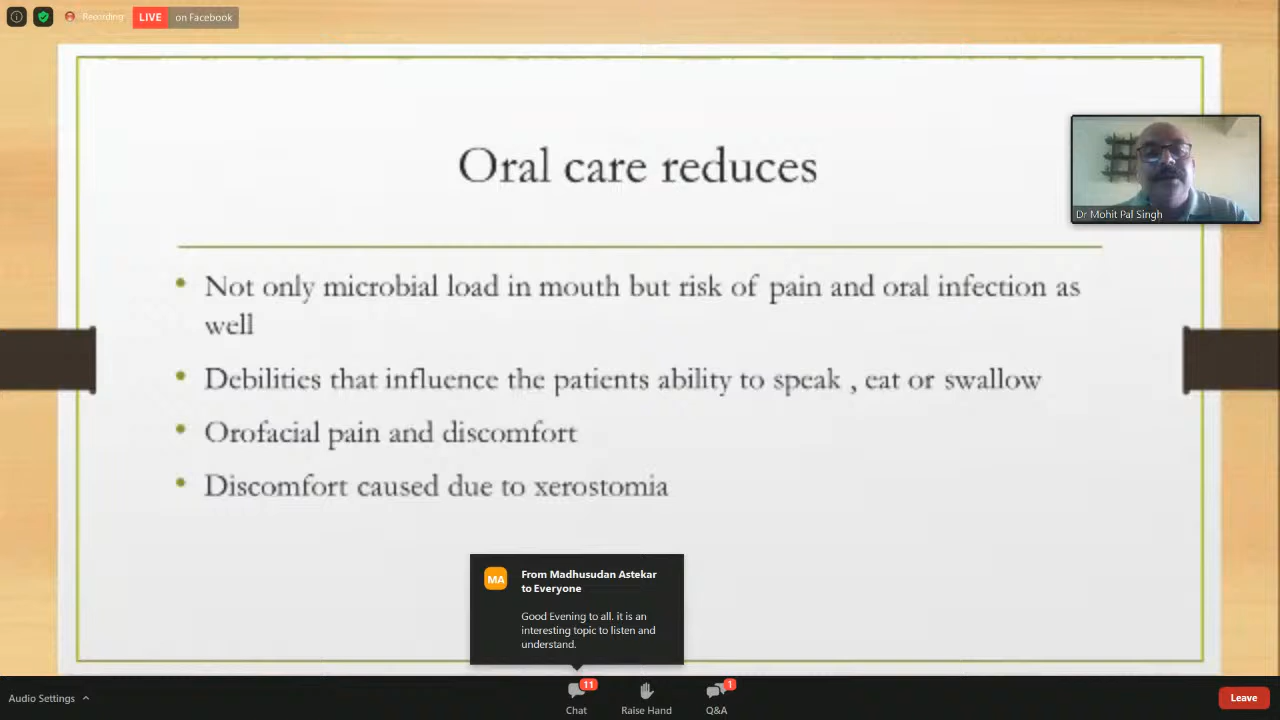 Recording
LIVE on Facebook
Oral care reduces
Dr Mohit Pal Singh
• Not only microbial load in mouth but risk of pain and oral infection as
well
• Debilities that influence the patients ability to speak , eat or swallow
• Orofacial pain and discomfort
• Discomfort caused due to xerostomia
MA
From Madhusudan Astekar
to Everyone
Good Evening to all. it is an
interesting topic to listen and
understand.
Audio Settings
11
Chat
Raise Hand
1
Q&A
Leave